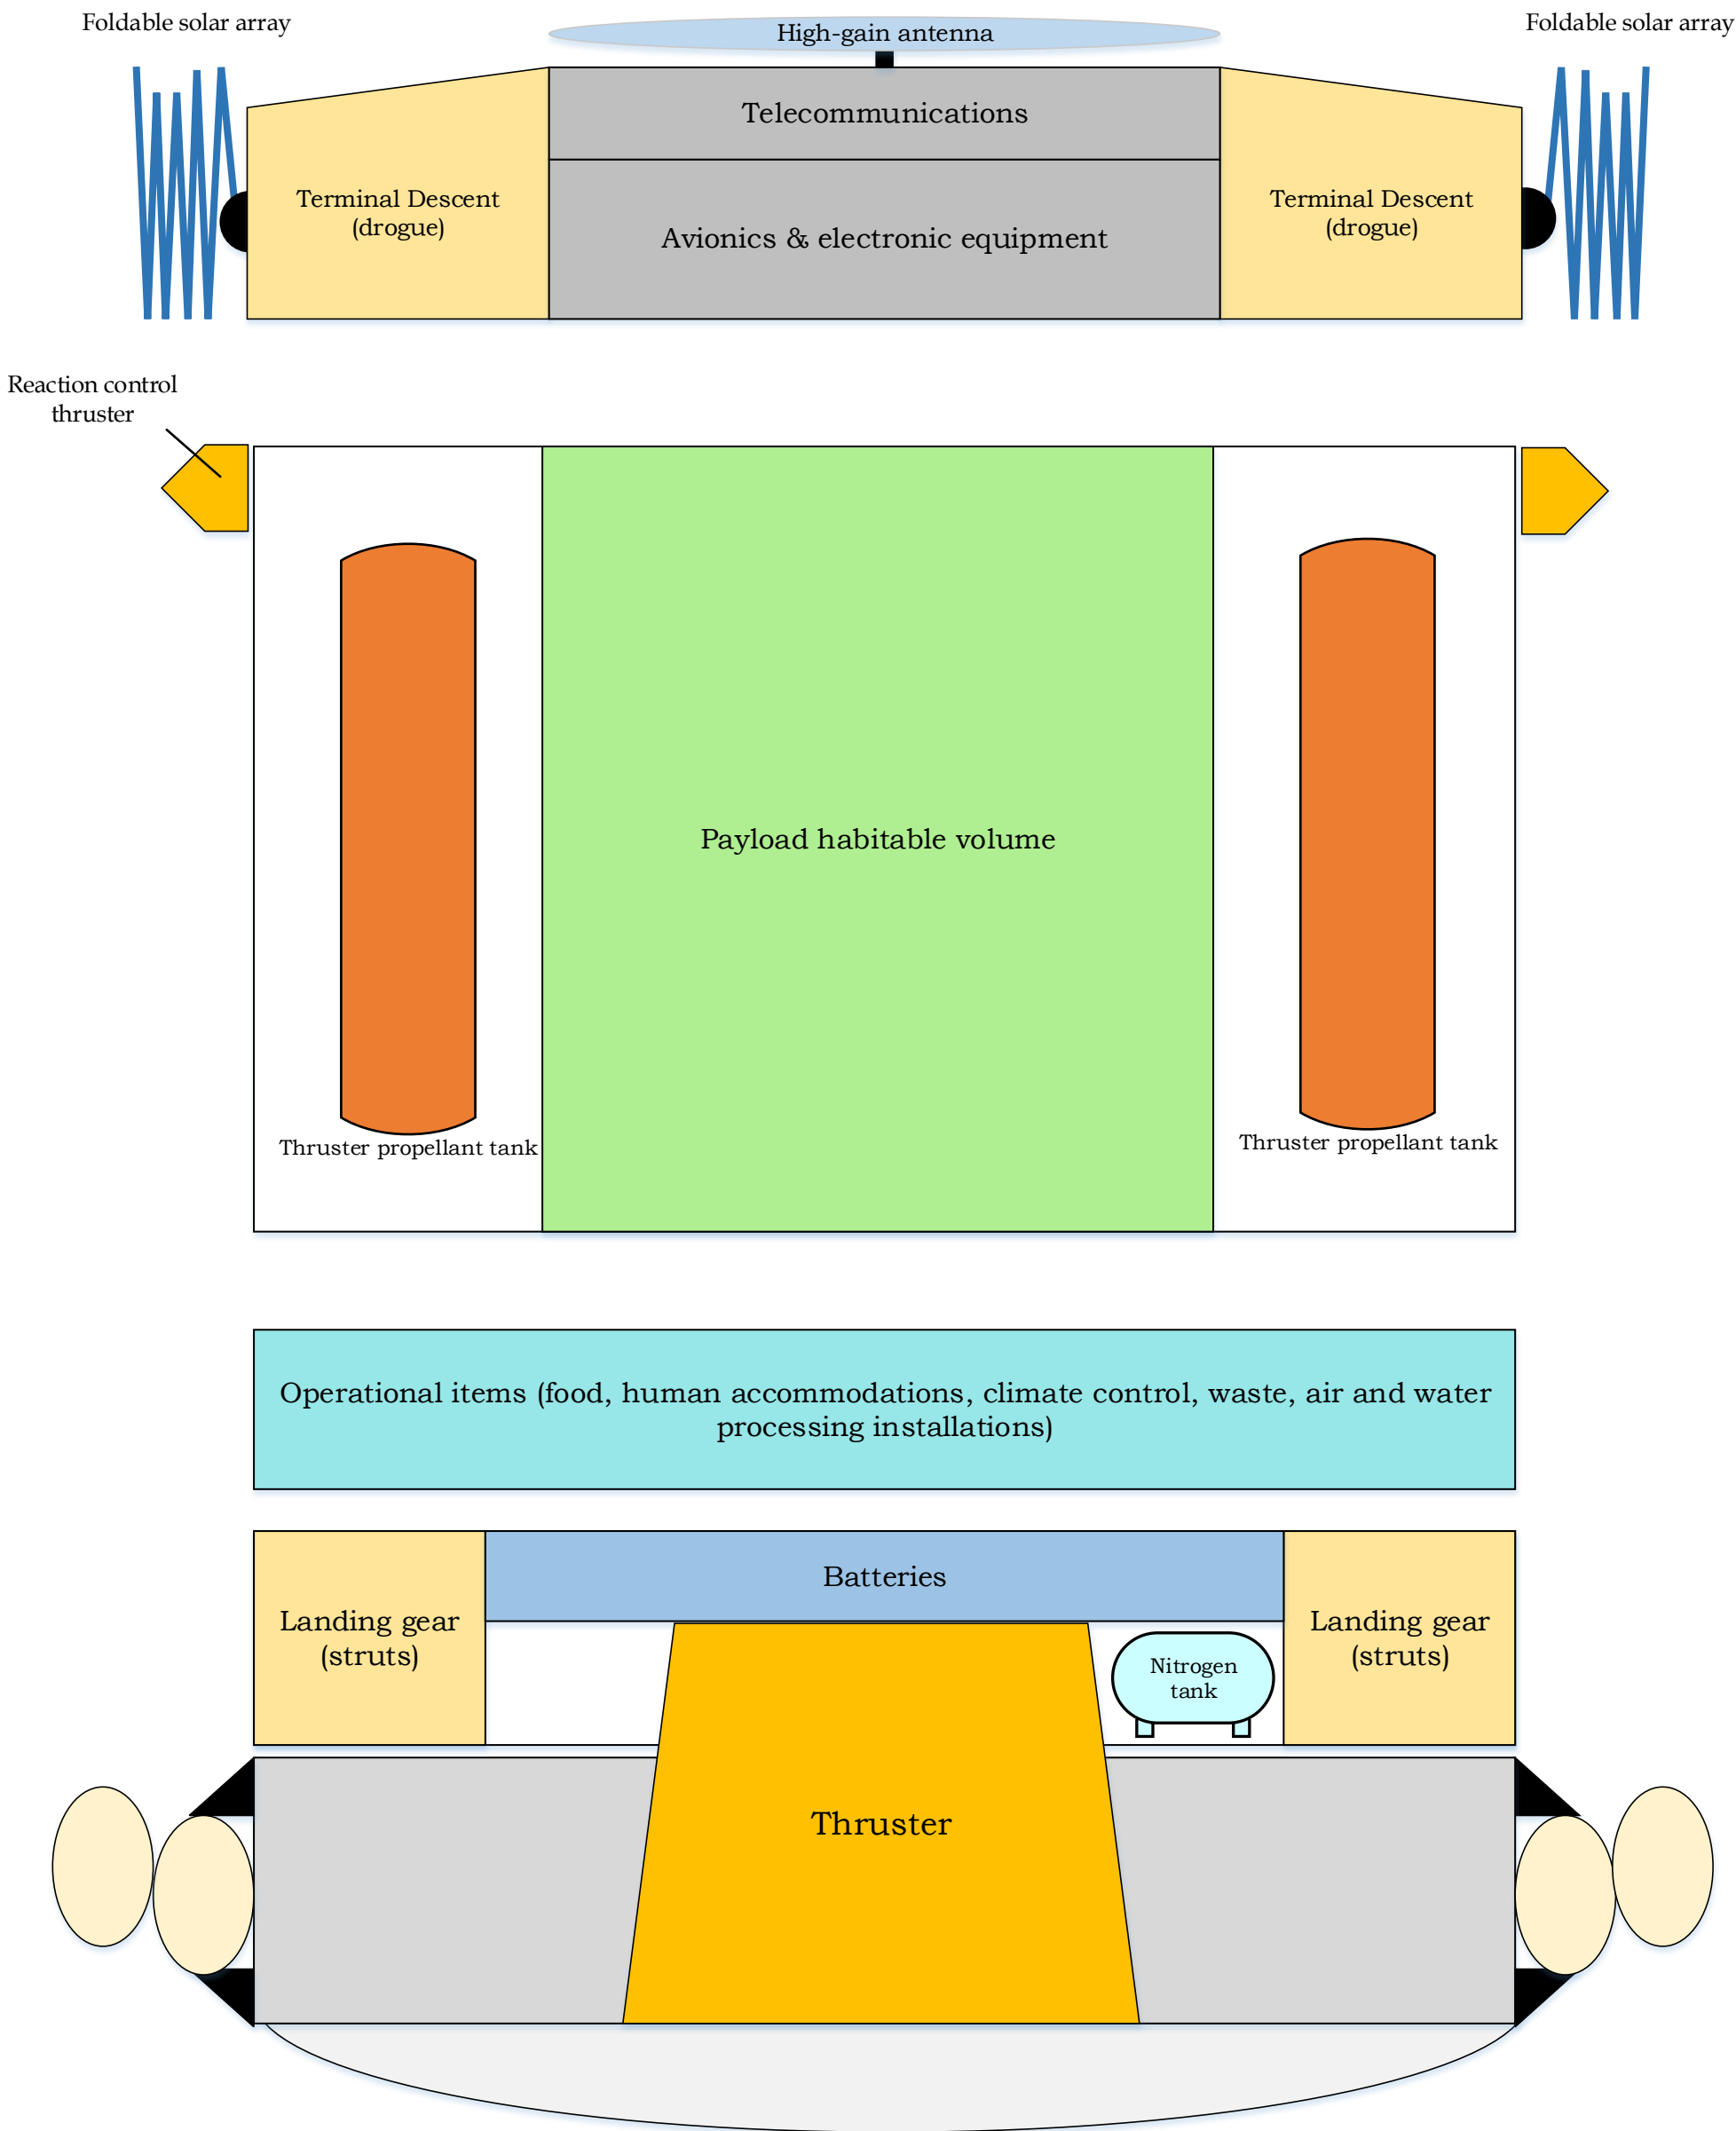 Foldable solar array
High-gain antenna
Foldable solar array
Telecommunications
Terminal Descent
(drogue)
Avionics & electronic equipment
Terminal Descent
(drogue)
Reaction control
thruster
Payload habitable volume
Thruster propellant tank
Thruster propellant tank
Operational items (food, human accommodations, climate control, waste, air and water
processing installations)
Batteries
Landing gear
(struts)
Nitrogen
tank
Landing gear
(struts)
Thruster